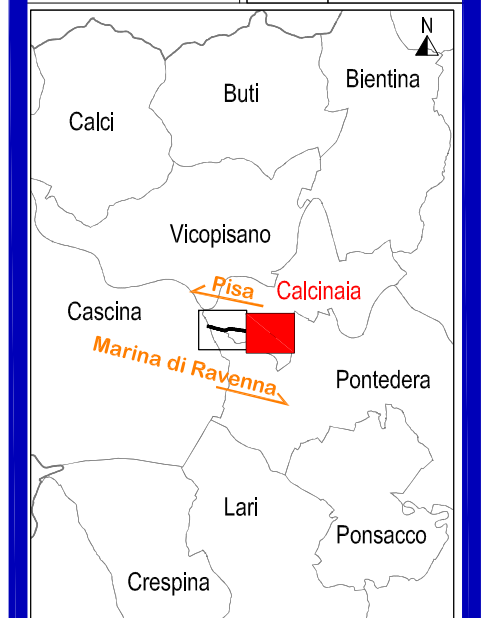 N
Bientina
Buti
Calci
Vicopisano
Pisa
Calcinaia
Cascina
Marina di Ravenna
Pontedera
Lari
Ponsacco
Crespina